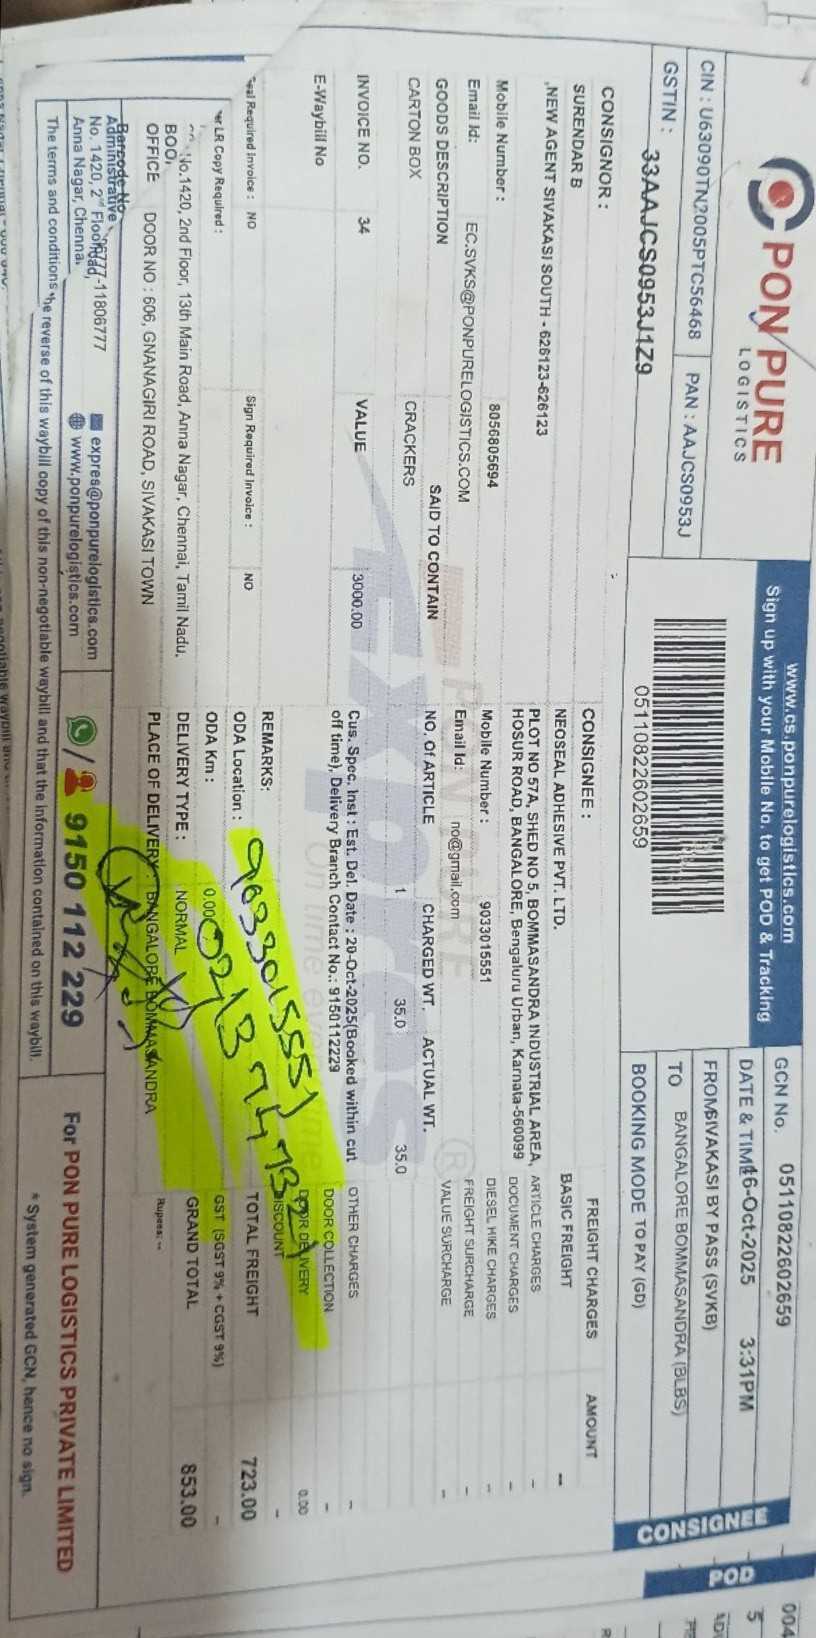 PON PURE
LOGISTICS
www.cs.ponpurelogistics.com
Sign up with your Mobile No. to get POD & Tracking
CIN : U63090TN2005PTC56468
PAN : AAJCS0953J
GSTIN : 33AAJCS0953J1Z9
05110822602659
GCN No. 05110822602659
DATE & TIME 16-Oct-2025 3:31PM
FROM SIVAKASI BY PASS (SVKB)
TO BANGALORE BOMMASANDRA (BLBS)
BOOKING MODE TO PAY (GD)
CONSIGNEE
POD
CONSIGNOR :
SURENDAR B
,NEW AGENT SIVAKASI SOUTH - 626123-626123
Mobile Number : 8056805694
Email Id: EC.SVKS@PONPURELOGISTICS.COM
CONSIGNEE :
NEOSEAL ADHESIVE PVT. LTD.
PLOT NO 57A, SHED NO 5, BOMMASANDRA INDUSTRIAL AREA,
HOSUR ROAD, BANGALORE, Bengaluru Urban, Karnata-560099
Mobile Number : 9033015551
Email Id: no@gmail.com
FREIGHT CHARGES AMOUNT
BASIC FREIGHT --
ARTICLE CHARGES -
DOCUMENT CHARGES -
DIESEL HIKE CHARGES -
FREIGHT SURCHARGE -
VALUE SURCHARGE -
GOODS DESCRIPTION SAID TO CONTAIN NO. Of ARTICLE CHARGED WT. ACTUAL WT.
CARTON BOX CRACKERS 1 35.0 35.0
INVOICE NO. 34 VALUE 3000.00
Cus. Spec. Inst : Est. Del. Date : 20-Oct-2025(Booked within cut
off time), Delivery Branch Contact No.: 9150112229
OTHER CHARGES -
DOOR COLLECTION -
DOOR DELIVERY 0.00
DISCOUNT -
TOTAL FREIGHT 723.00
GST (SGST 9% + CGST 9%) -
GRAND TOTAL 853.00
Rupees: --
E-Waybill No
REMARKS:
9033015551
Seal Required Invoice : NO Sign Required Invoice : NO
ODA Location :
LR Copy Required :
ODA Km : 0.00
No.1420, 2nd Floor, 13th Main Road, Anna Nagar, Chennai, Tamil Nadu.
DELIVERY TYPE : NORMAL
OFFICE DOOR NO : 606, GNANAGIRI ROAD, SIVAKASI TOWN
PLACE OF DELIVERY : BANGALORE BOMMASANDRA
Barcode No
Administrative
No. 1420, 2nd Floor
Anna Nagar, Chennai
expres@ponpurelogistics.com
www.ponpurelogistics.com
9150 112 229
For PON PURE LOGISTICS PRIVATE LIMITED
The terms and conditions the reverse of this waybill copy of this non-negotiable waybill and that the information contained on this waybill.
* System generated GCN, hence no sign.